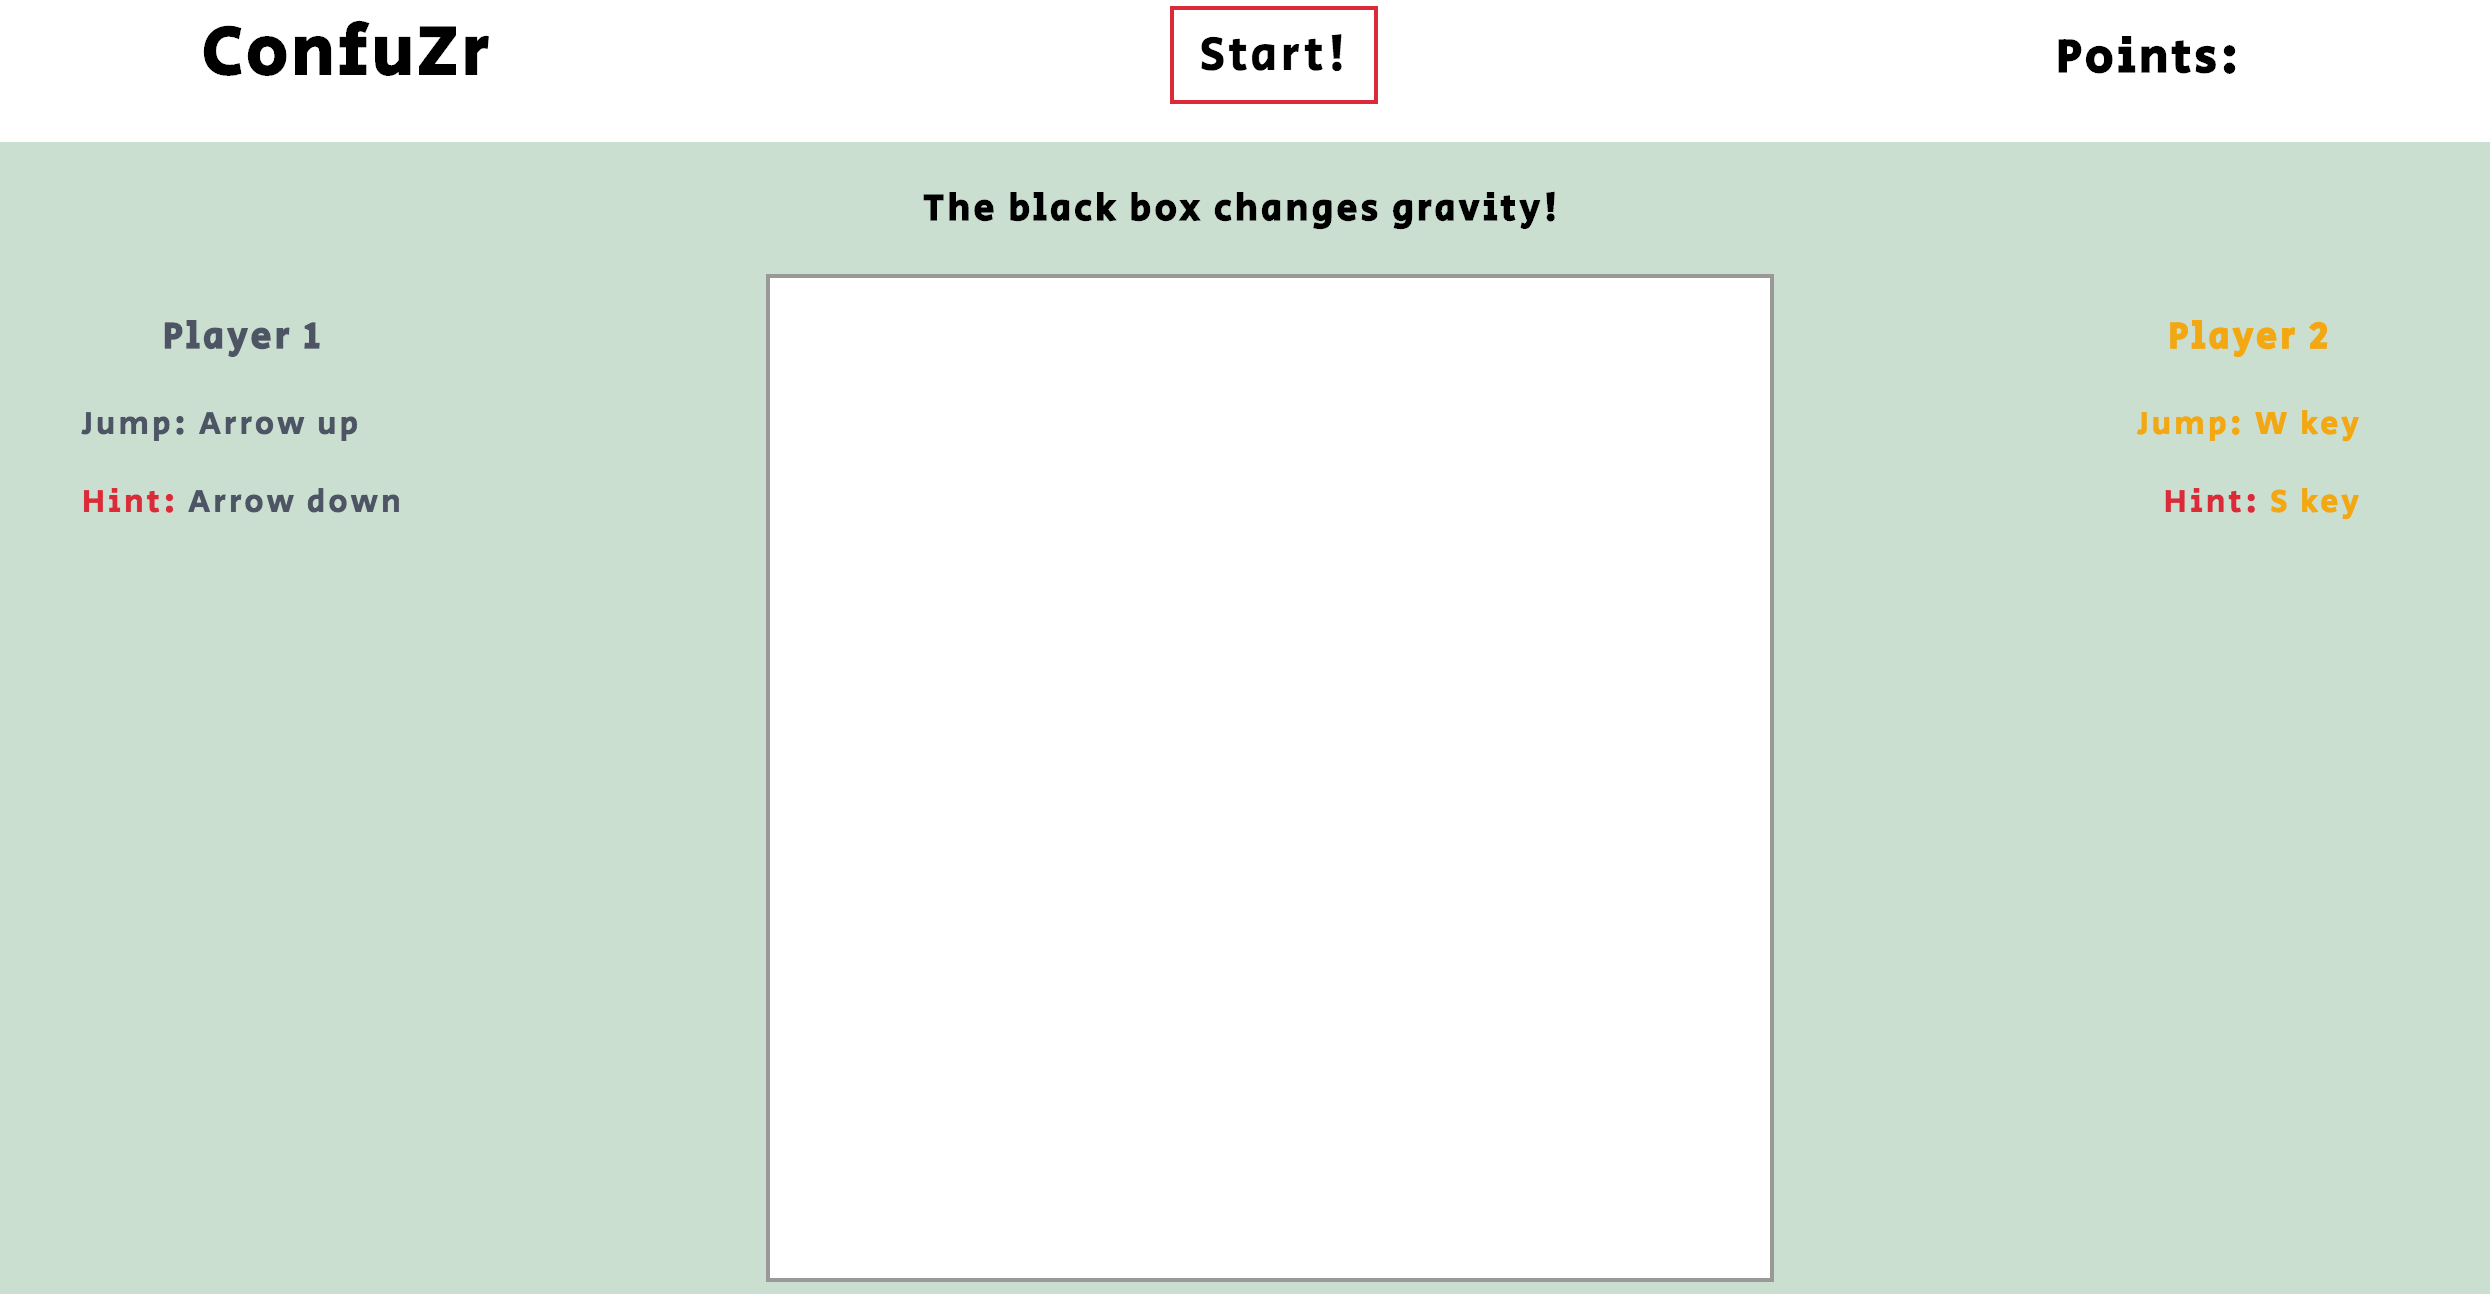 ConfuZr
Start!
Points:
The black box changes gravity!
Player 1
Jump: Arrow up
Hint: Arrow down
Player 2
Jump: W key
Hint: S key